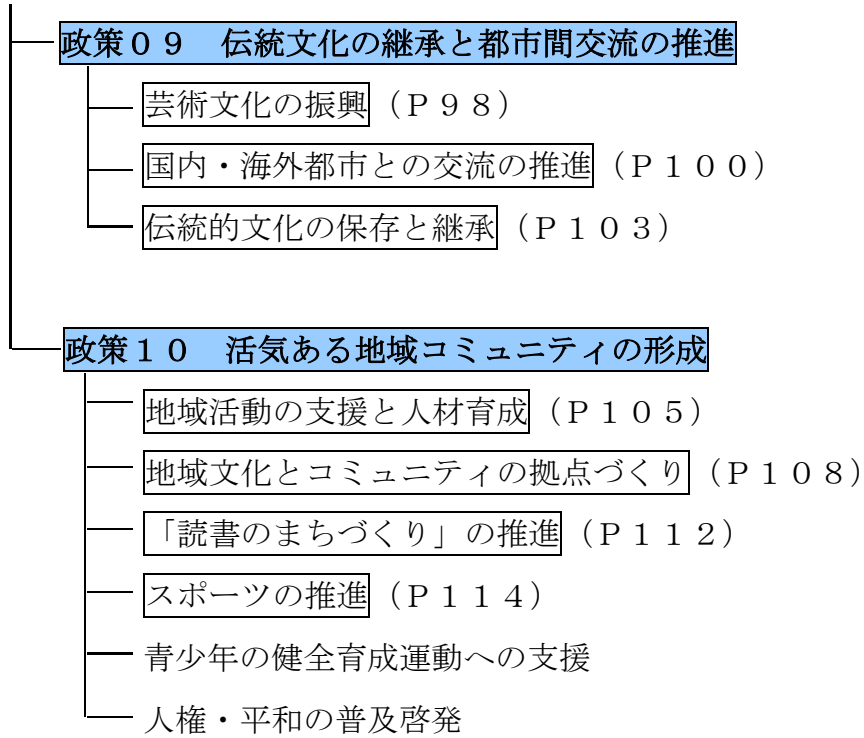 政策０９　伝統文化の継承と都市間交流の推進
芸術文化の振興（Ｐ９８）
国内・海外都市との交流の推進（Ｐ１００）
伝統的文化の保存と継承（Ｐ１０３）
政策１０　活気ある地域コミュニティの形成
地域活動の支援と人材育成（Ｐ１０５）
地域文化とコミュニティの拠点づくり（Ｐ１０８）
「読書のまちづくり」の推進（Ｐ１１２）
スポーツの推進（Ｐ１１４）
青少年の健全育成運動への支援
人権・平和の普及啓発